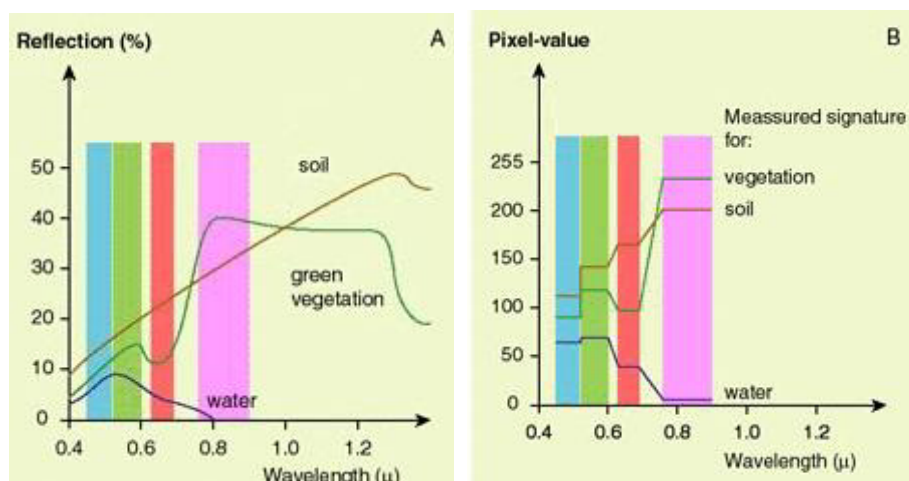 Reflection (%)
A
50
40
30
20
10
0
soil
green
vegetation
water
0.4
0.6
0.8
1.0
1.2
Wavelength (μ)
Pixel-value
B
Meassured signature
for:
255
200
150
100
50
0
vegetation
soil
water
0.4
0.6
0.8
1.0
1.2
Wavelength (μ)